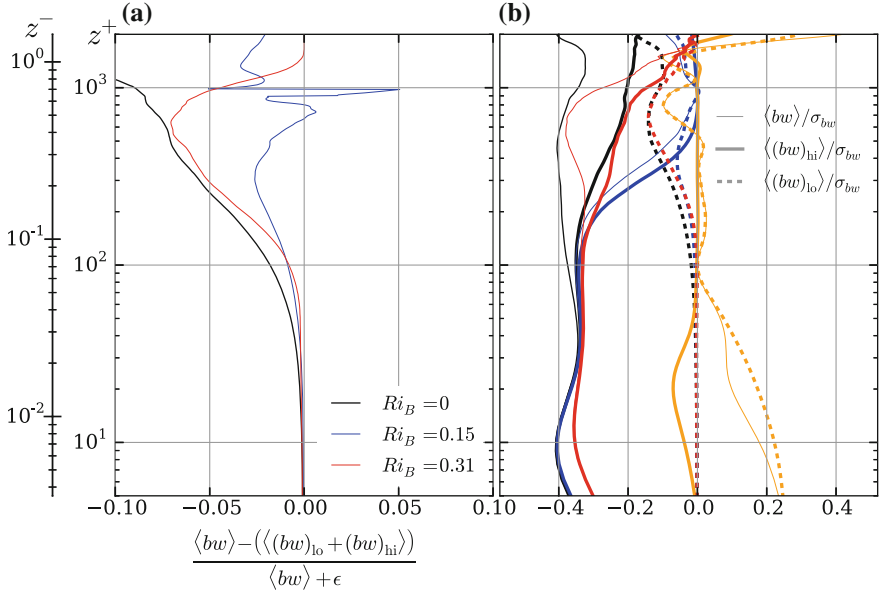 (a)
(b)
z⁻
z⁺
10⁰
10⁻¹
10⁻²
10³
10²
10¹
Ri_B =0
Ri_B =0.15
Ri_B =0.31
−0.10
−0.05
0.00
0.05
0.10
⟨bw⟩−(⟨(bw)_lo+(bw)_hi⟩)
⟨bw⟩+ϵ
⟨bw⟩/σ_bw
⟨(bw)_hi⟩/σ_bw
⟨(bw)_lo⟩/σ_bw
−0.4
−0.2
0.0
0.2
0.4